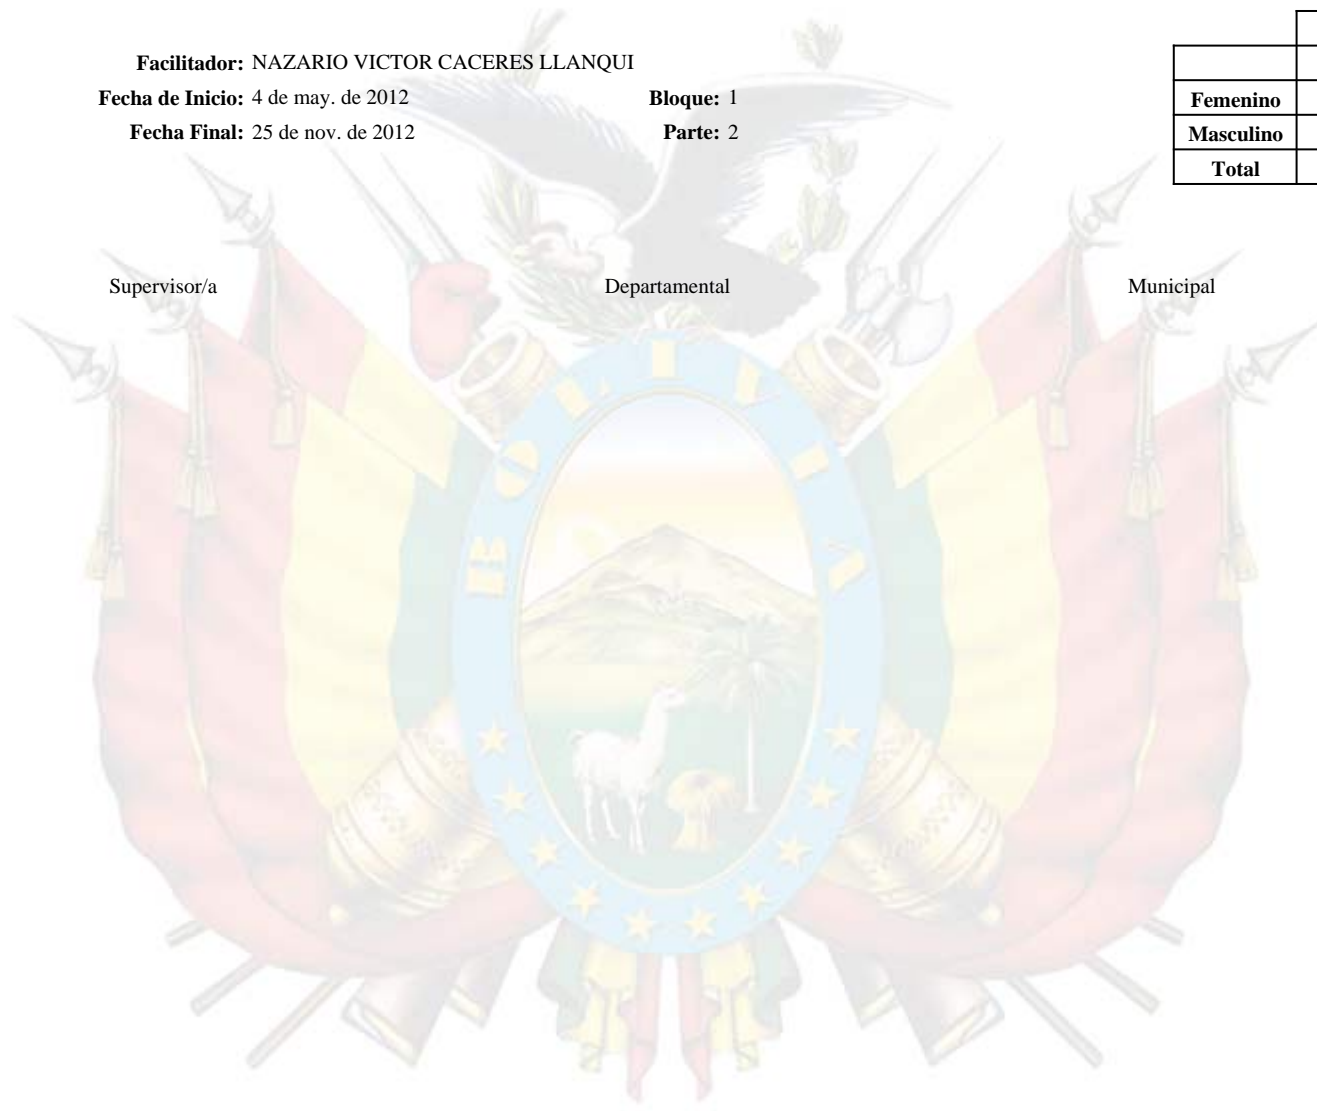 Facilitador: NAZARIO VICTOR CACERES LLANQUI
Fecha de Inicio: 4 de may. de 2012 Bloque: 1
Fecha Final: 25 de nov. de 2012 Parte: 2
Femenino
Masculino
Total
Supervisor/a Departamental Municipal
BOLIVIA